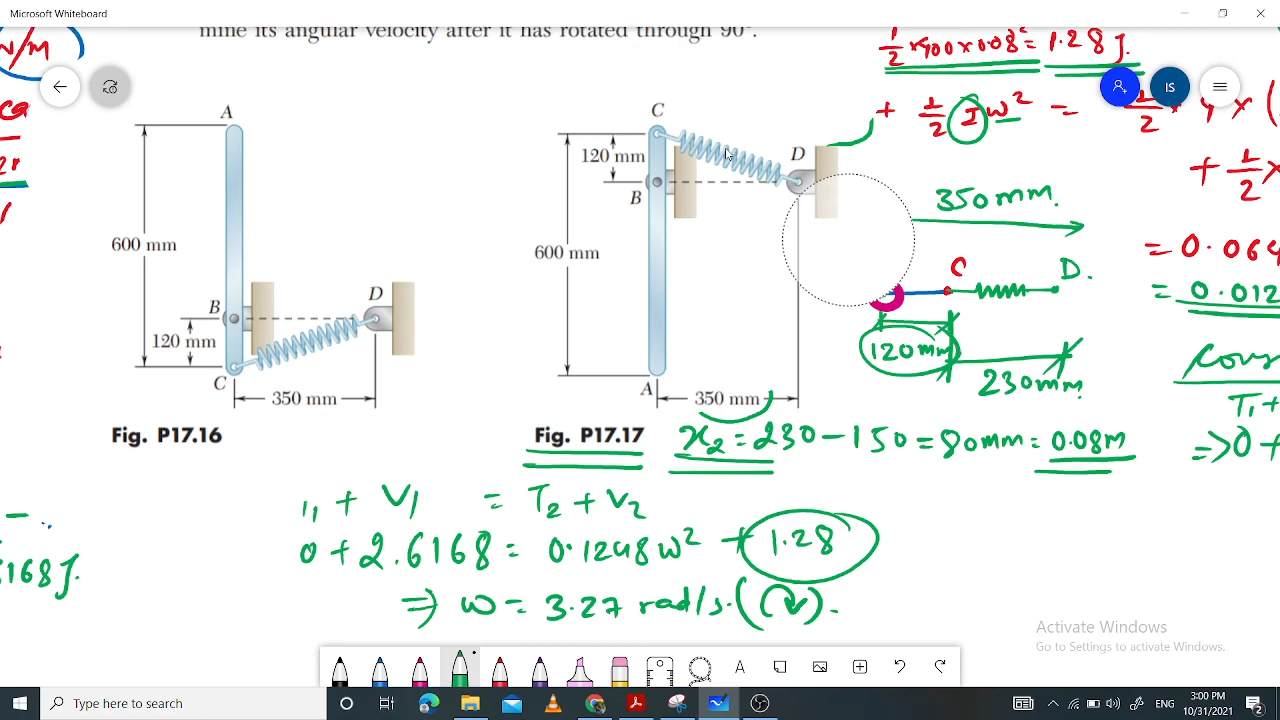 Microsoft Whiteboard
mine its angular velocity after it has rotated through 90°.
N/M
1/2 × 400 × 0.08² = 1.28 J.
IS
+ 1/2 I ω² =
+ 1/2 ×
350 mm.
= 0.064
= 0.012
C
D.
120 mm
230 mm.
A
600 mm
B
120 mm
C
D
350 mm
Fig. P17.16
C
120 mm
B
D
600 mm
A
350 mm
Fig. P17.17
x₂ = 230 − 150 = 80 mm = 0.08 m
T₁ +
=> 0 +
+ V₁ = T₂ + V₂
0 + 2.6168 = 0.1248 ω² + 1.28
168 J.
=> ω = 3.27 rad/s. (↷).
Activate Windows
Go to Settings to activate Windows.
A
Type here to search
ENG
3:00 PM
10/31/2021
2